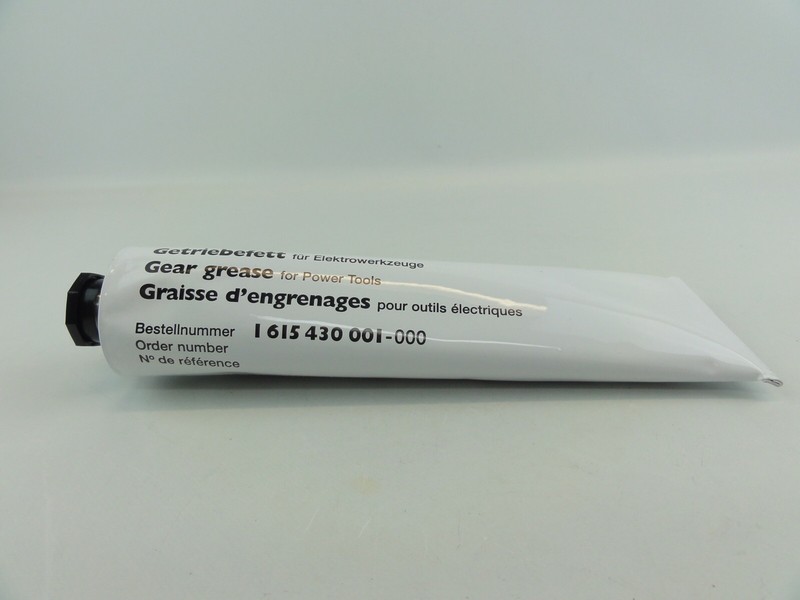 Getriebefett für Elektrowerkzeuge
Gear grease for Power Tools
Graisse d'engrenages pour outils électriques
Bestellnummer 1 615 430 001-000
Order number
Nº de référence